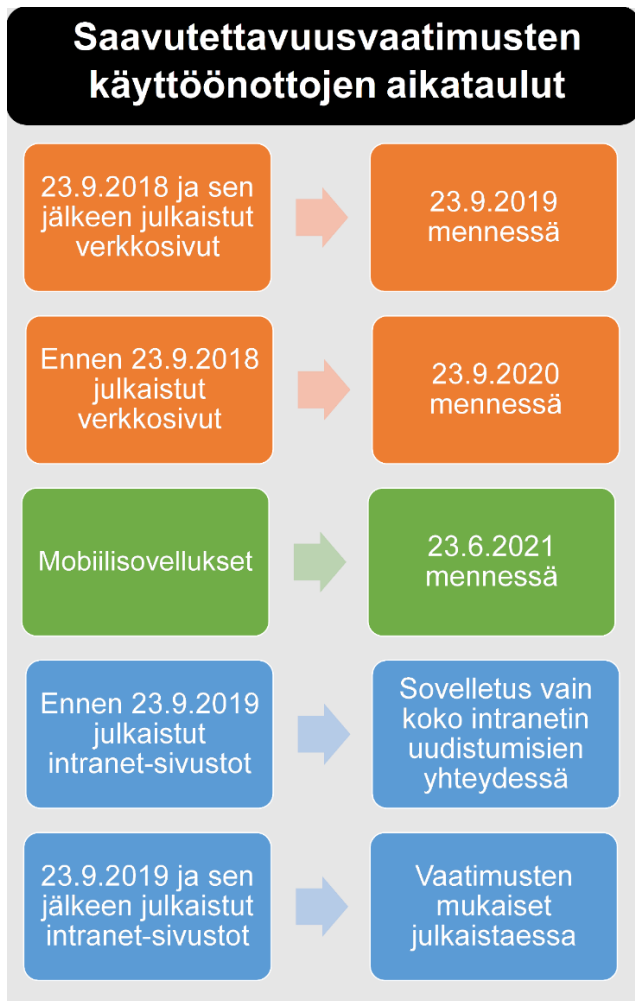 Saavutettavuusvaatimusten
käyttöönottojen aikataulut
23.9.2018 ja sen
jälkeen julkaistut
verkkosivut
23.9.2019
mennessä
Ennen 23.9.2018
julkaistut
verkkosivut
23.9.2020
mennessä
Mobiilisovellukset
23.6.2021
mennessä
Ennen 23.9.2019
julkaistut
intranet-sivustot
Sovelletus vain
koko intranetin
uudistumisien
yhteydessä
23.9.2019 ja sen
jälkeen julkaistut
intranet-sivustot
Vaatimusten
mukaiset
julkaistaessa